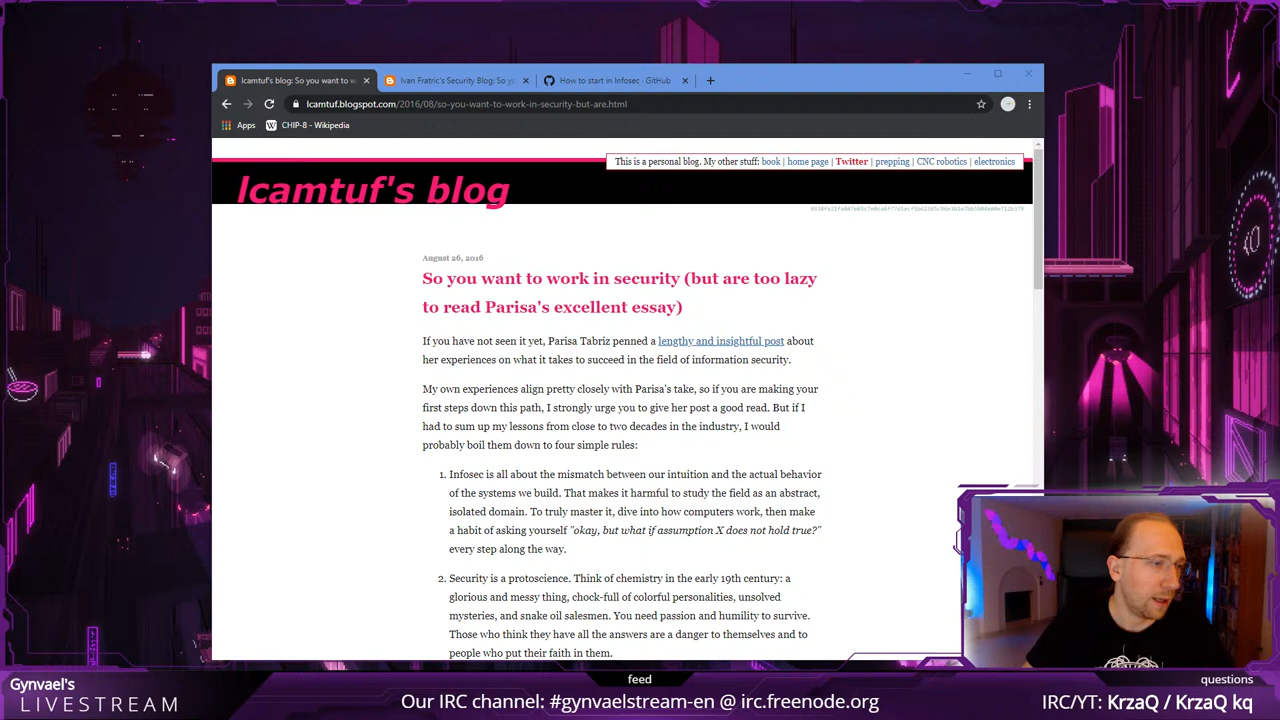 lcamtuf's blog: So you want to w
Ivan Fratric's Security Blog: So yo
How to start in Infosec · GitHub
lcamtuf.blogspot.com/2016/08/so-you-want-to-work-in-security-but-are.html
Apps
CHIP-8 - Wikipedia
This is a personal blog. My other stuff: book | home page | Twitter | prepping | CNC robotics | electronics
lcamtuf's blog
August 26, 2016
So you want to work in security (but are too lazy
to read Parisa's excellent essay)
If you have not seen it yet, Parisa Tabriz penned a lengthy and insightful post about
her experiences on what it takes to succeed in the field of information security.
My own experiences align pretty closely with Parisa's take, so if you are making your
first steps down this path, I strongly urge you to give her post a good read. But if I
had to sum up my lessons from close to two decades in the industry, I would
probably boil them down to four simple rules:
1. Infosec is all about the mismatch between our intuition and the actual behavior
of the systems we build. That makes it harmful to study the field as an abstract,
isolated domain. To truly master it, dive into how computers work, then make
a habit of asking yourself "okay, but what if assumption X does not hold true?"
every step along the way.
2. Security is a protoscience. Think of chemistry in the early 19th century: a
glorious and messy thing, chock-full of colorful personalities, unsolved
mysteries, and snake oil salesmen. You need passion and humility to survive.
Those who think they have all the answers are a danger to themselves and to
people who put their faith in them.
Gynvael's
LIVESTREAM
feed
Our IRC channel: #gynvaelstream-en @ irc.freenode.org
questions
IRC/YT: KrzaQ / KrzaQ kq